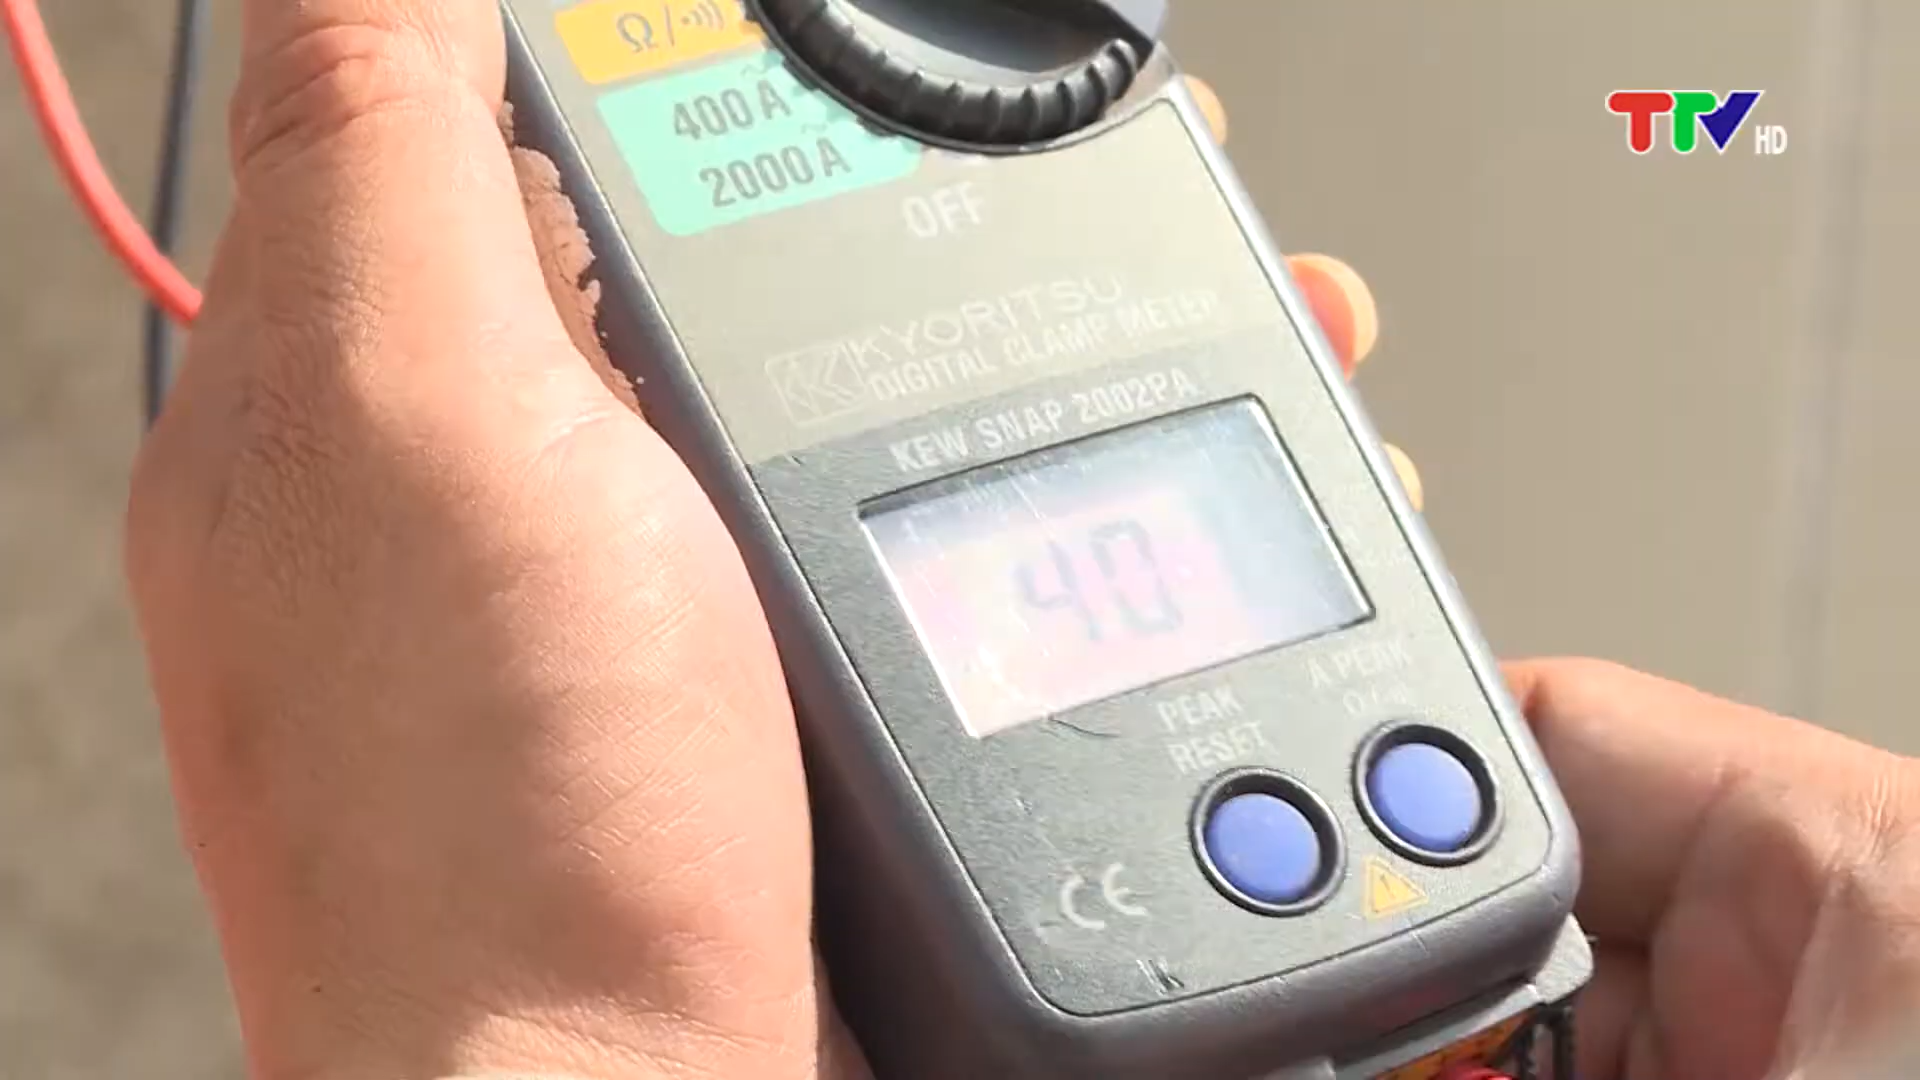 Ω/•)))
400A
2000A
OFF
TTV HD
KYORITSU
DIGITAL CLAMP METER
KEW SNAP 2002PA
40
PEAK
RESET
A PEAK
CE